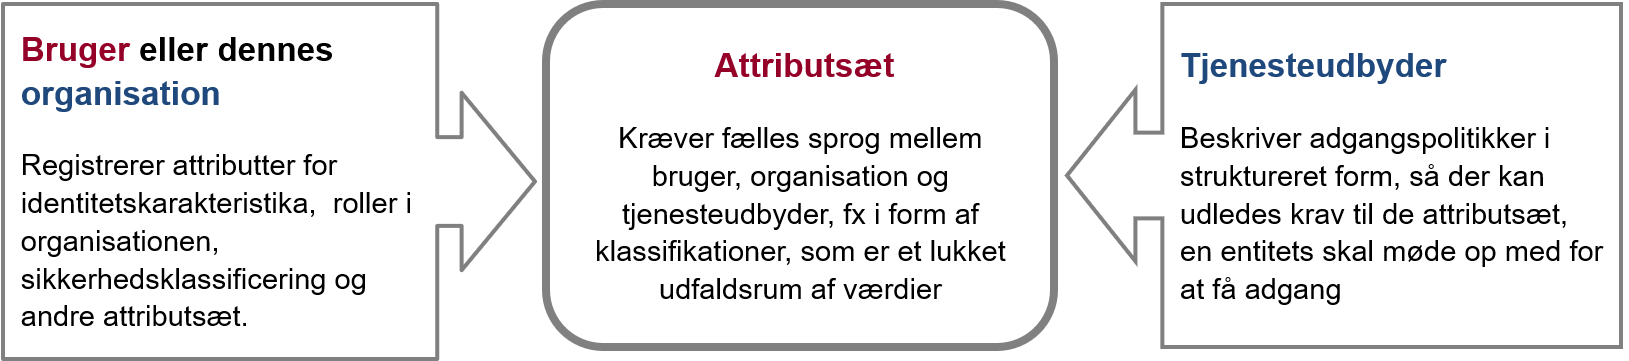 Bruger eller dennes
organisation
Registrerer attributter for
identitetskarakteristika,  roller i
organisationen,
sikkerhedsklassificering og
andre attributsæt.
Attributsæt
Kræver fælles sprog mellem
bruger, organisation og
tjenesteudbyder, fx i form af
klassifikationer, som er et lukket
udfaldsrum af værdier
Tjenesteudbyder
Beskriver adgangspolitikker i
struktureret form, så der kan
udledes krav til de attributsæt,
en entitets skal møde op med for
at få adgang